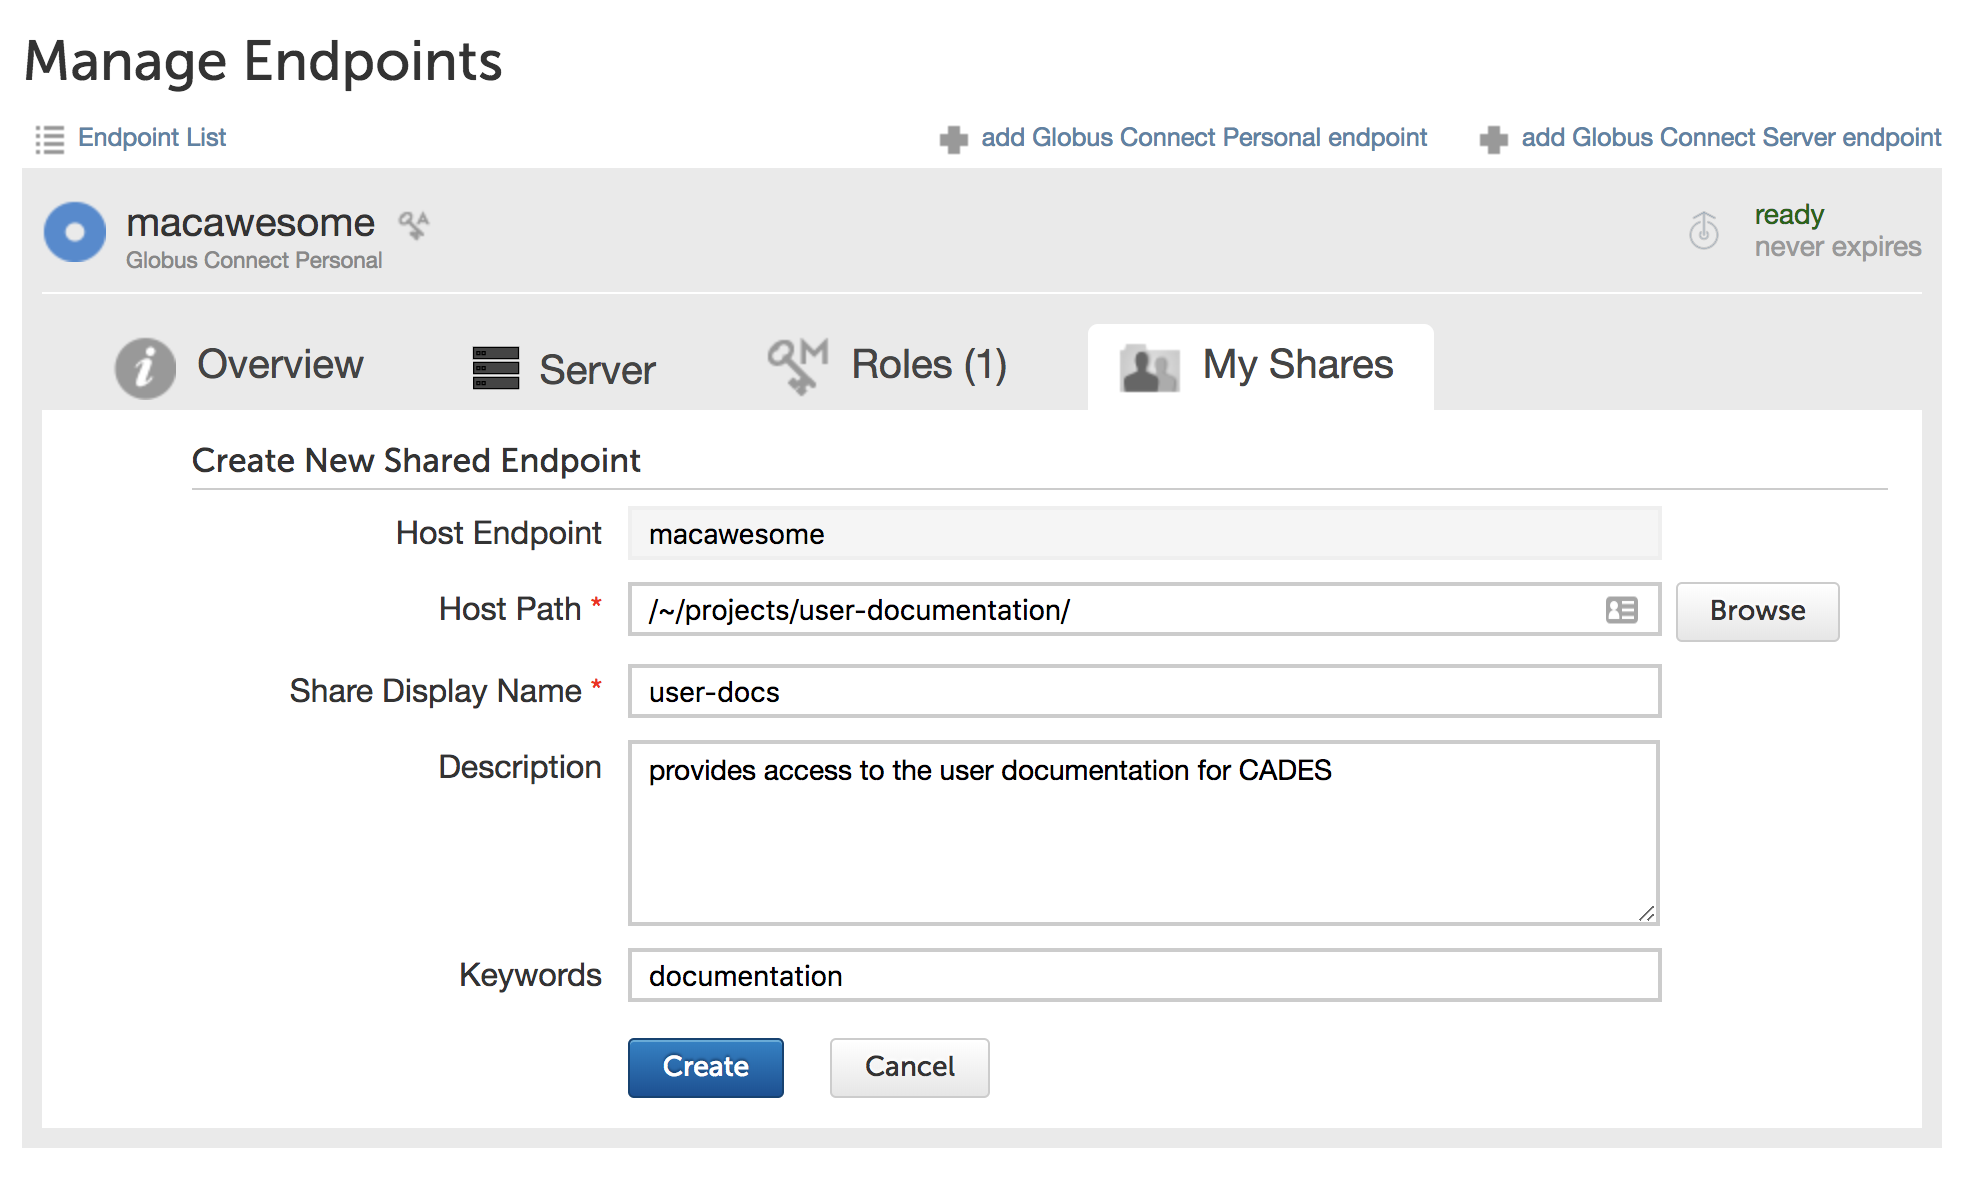 Manage Endpoints
Endpoint List
add Globus Connect Personal endpoint
add Globus Connect Server endpoint
macawesome
Globus Connect Personal
ready
never expires
Overview
Server
Roles (1)
My Shares
Create New Shared Endpoint
Host Endpoint
macawesome
Host Path *
/~/projects/user-documentation/
Browse
Share Display Name *
user-docs
Description
provides access to the user documentation for CADES
Keywords
documentation
Create
Cancel